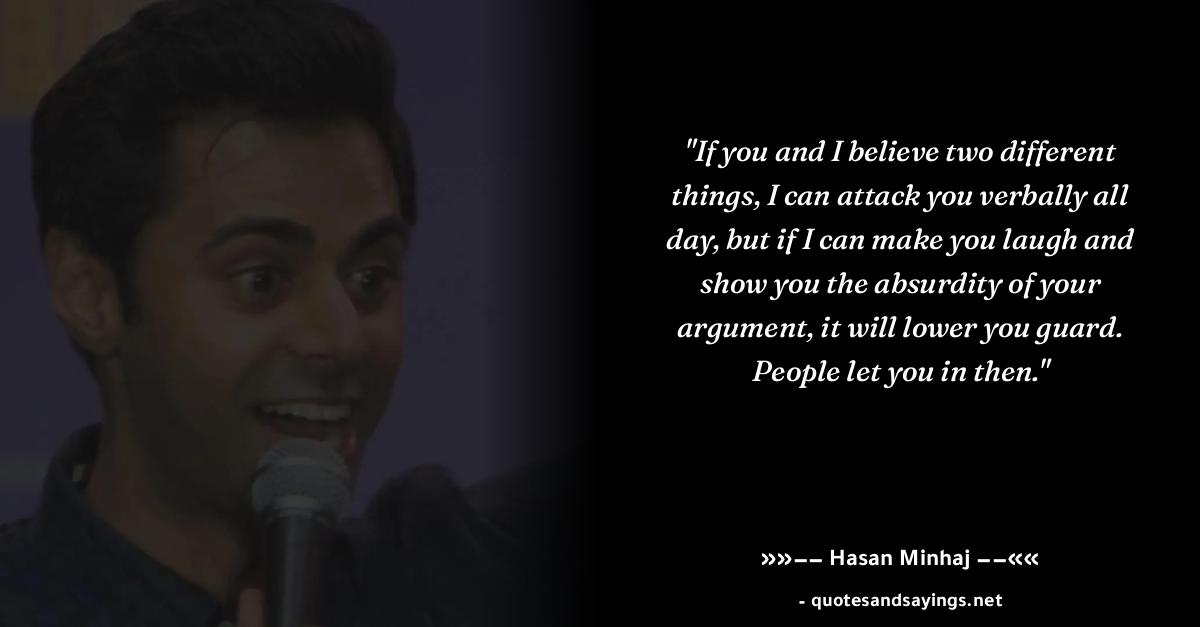 "If you and I believe two different
things, I can attack you verbally all
day, but if I can make you laugh and
show you the absurdity of your
argument, it will lower you guard.
People let you in then."
»»–– Hasan Minhaj ––««
- quotesandsayings.net